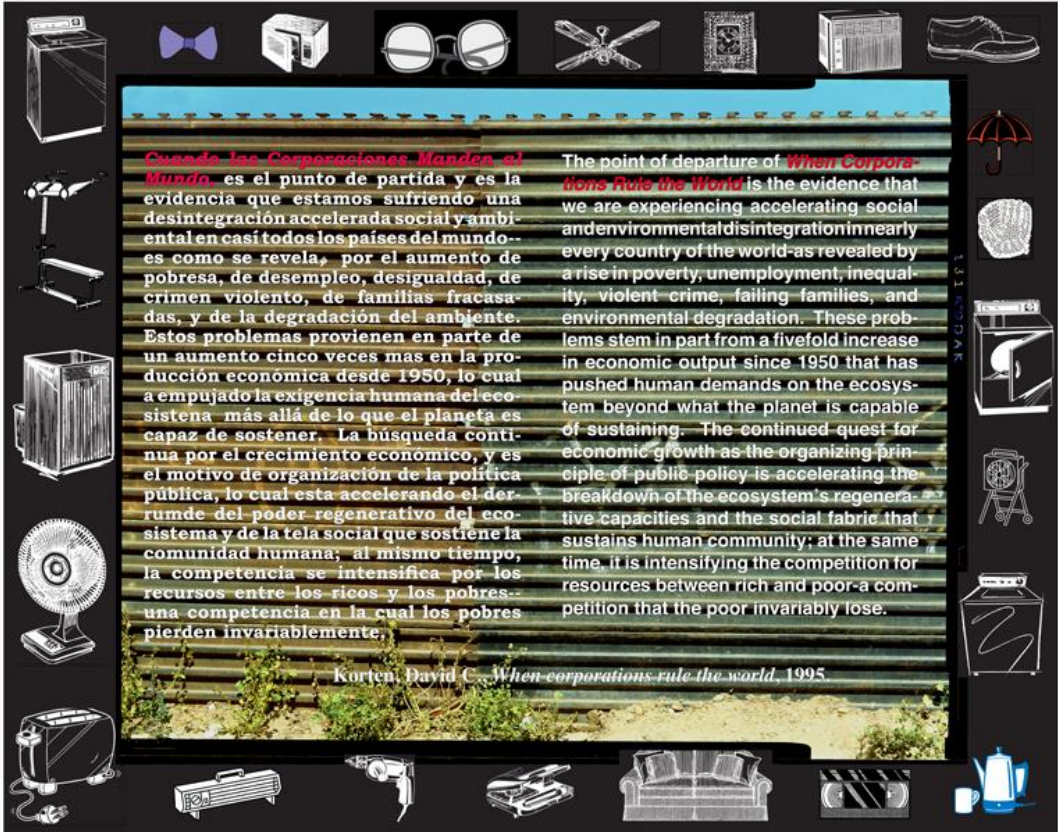 Cuando las Corporaciones Manden al
Mundo, es el punto de partida y es la
evidencia que estamos sufriendo una
desintegración accelerada social y ambi-
ental en casí todos los países del mundo--
es como se revela, por el aumento de
pobresa, de desempleo, desigualdad, de
crimen violento, de familias fracasa-
das, y de la degradación del ambiente.
Estos problemas provienen en parte de
un aumento cinco veces mas en la pro-
ducción económica desde 1950, lo cual
a empujado la exigencia humana del eco-
sistena más allá de lo que el planeta es
capaz de sostener. La búsqueda conti-
nua por el crecimiento económico, y es
el motivo de organización de la política
pública, lo cual esta accelerando el der-
rumde del poder regenerativo del eco-
sistema y de la tela social que sostiene la
comunidad humana; al mismo tiempo,
la competencia se intensifica por los
recursos entre los ricos y los pobres--
una competencia en la cual los pobres
pierden invariablemente,
The point of departure of When Corpora-
tions Rule the World is the evidence that
we are experiencing accelerating social
and environmental disintegration in nearly
every country of the world-as revealed by
a rise in poverty, unemployment, inequal-
ity, violent crime, failing families, and
environmental degradation. These prob-
lems stem in part from a fivefold increase
in economic output since 1950 that has
pushed human demands on the ecosys-
tem beyond what the planet is capable
of sustaining. The continued quest for
economic growth as the organizing prin-
ciple of public policy is accelerating the
breakdown of the ecosystem's regenera-
tive capacities and the social fabric that
sustains human community; at the same
time, it is intensifying the competition for
resources between rich and poor-a com-
petition that the poor invariably lose.
Korten, David C., When corporations rule the world, 1995.
131 KODAK